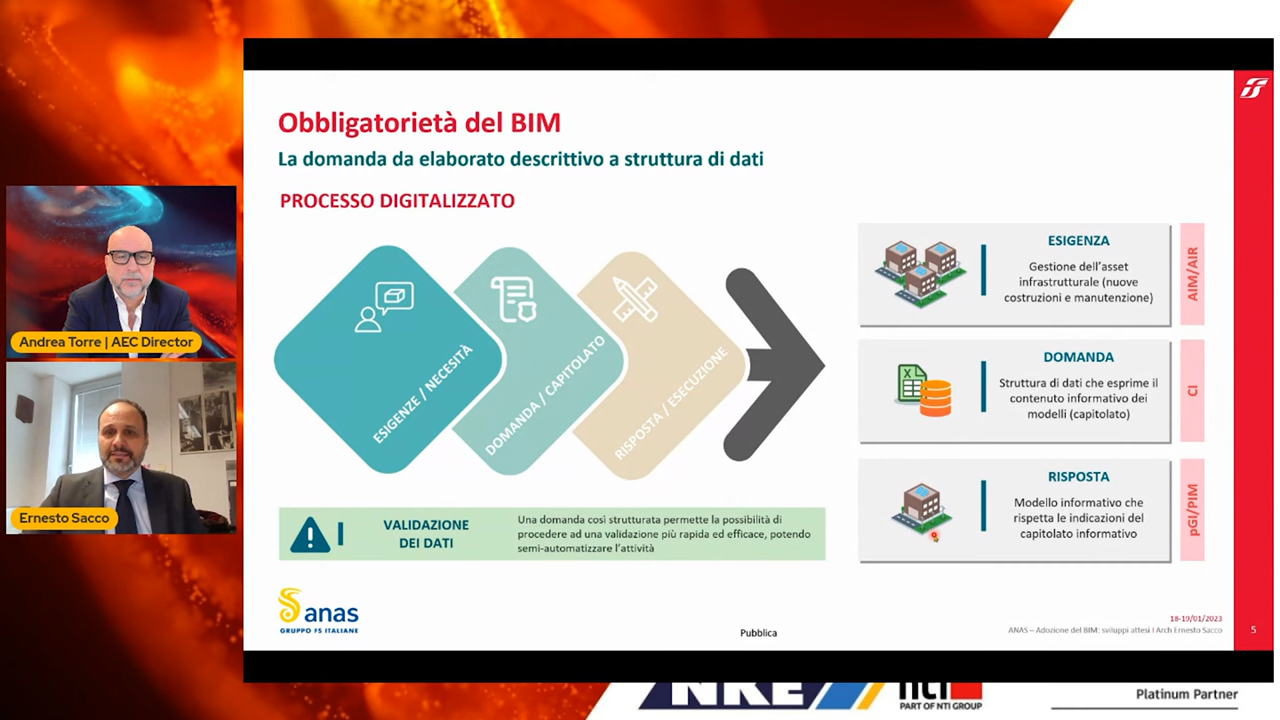 Obbligatorietà del BIM
La domanda da elaborato descrittivo a struttura di dati
PROCESSO DIGITALIZZATO
ESIGENZE / NECESITÀ
DOMANDA / CAPITOLATO
RISPOSTA / ESECUZIONE
ESIGENZA
Gestione dell'asset
infrastrutturale (nuove
costruzioni e manutenzione)
AIM/AIR
DOMANDA
Struttura di dati che esprime il
contenuto informativo dei
modelli (capitolato)
CI
RISPOSTA
Modello informativo che
rispetta le indicazioni del
capitolato informativo
pGI/PIM
VALIDAZIONE
DEI DATI
Una domanda così strutturata permette la possibilità di
procedere ad una validazione più rapida ed efficace, potendo
semi-automatizzare l'attività
anas
GRUPPO FS ITALIANE
Pubblica
18-19/01/2023
ANAS – Adozione del BIM: sviluppi attesi I Arch Ernesto Sacco
5
Andrea Torre | AEC Director
Ernesto Sacco
NKE
nti
PART OF NTI GROUP
Platinum Partner